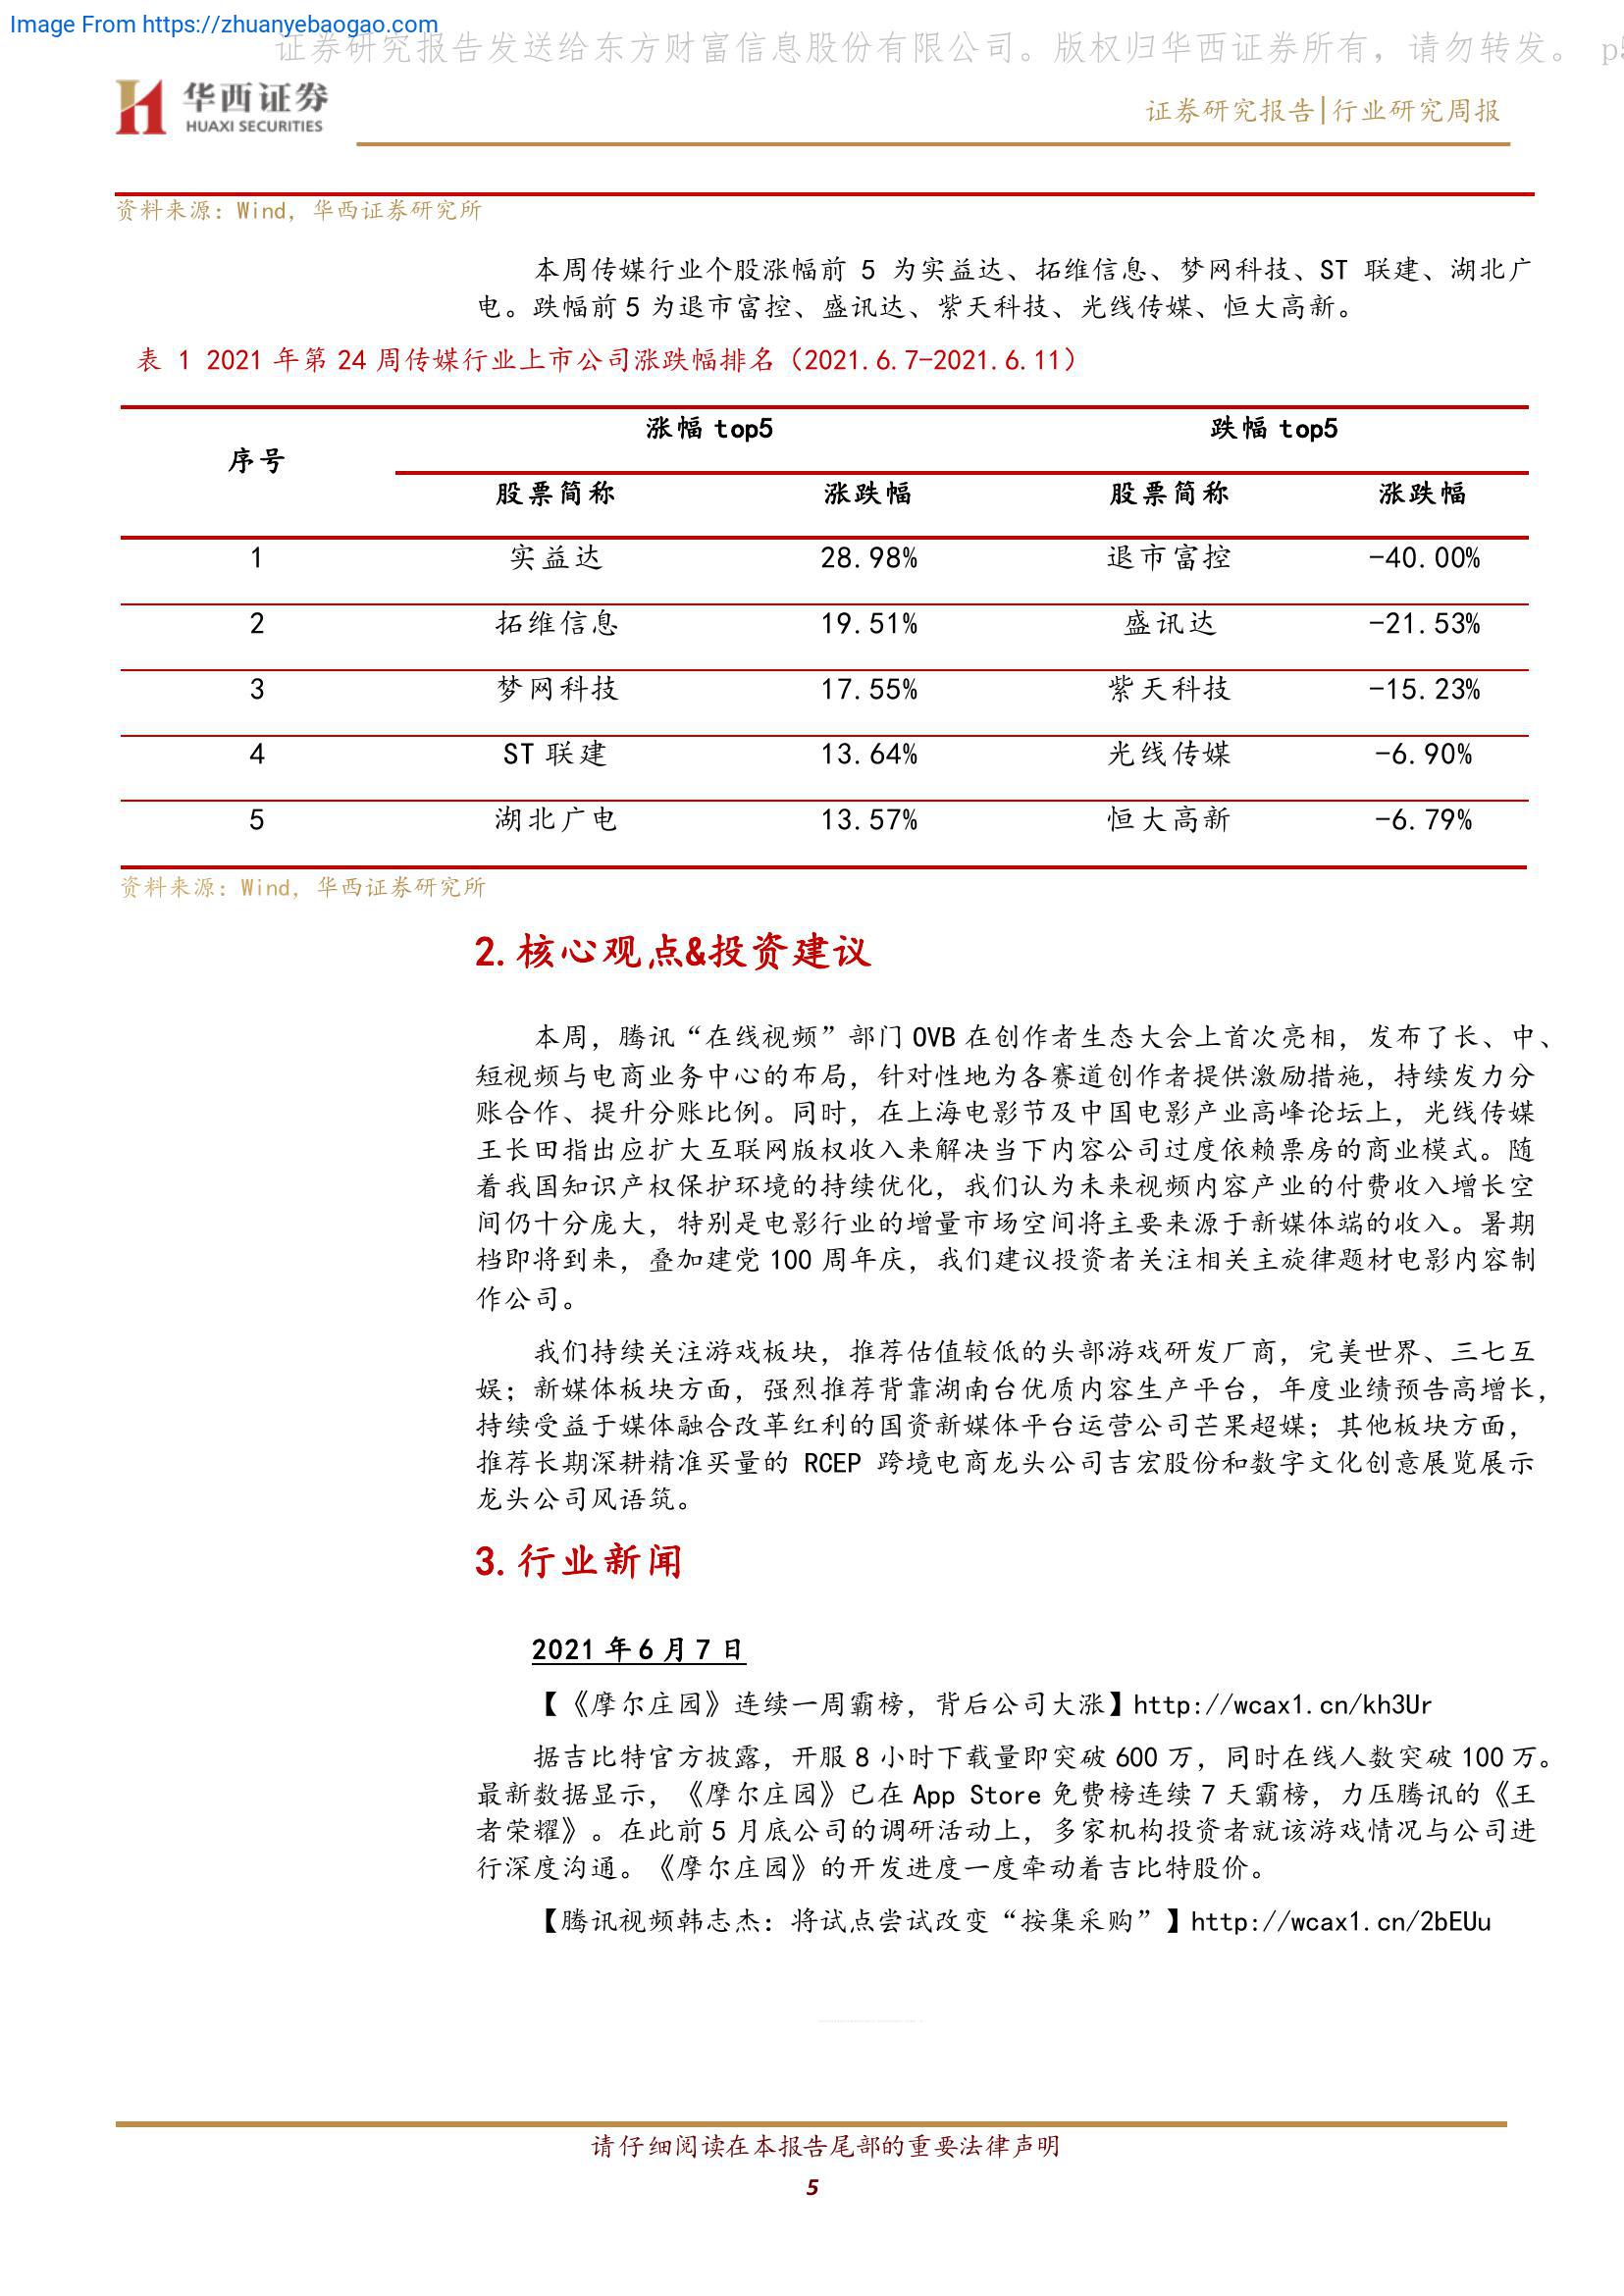 Image From https://zhuanyebaogao.com
证券研究报告发送给东方财富信息股份有限公司。版权归华西证券所有，请勿转发。 p5
华西证券
HUAXI SECURITIES
证券研究报告|行业研究周报
资料来源：Wind，华西证券研究所
本周传媒行业个股涨幅前 5 为实益达、拓维信息、梦网科技、ST 联建、湖北广
电。跌幅前 5 为退市富控、盛讯达、紫天科技、光线传媒、恒大高新。
表 1 2021 年第 24 周传媒行业上市公司涨跌幅排名（2021.6.7-2021.6.11）
序号 涨幅 top5 跌幅 top5
股票简称 涨跌幅 股票简称 涨跌幅
1 实益达 28.98% 退市富控 -40.00%
2 拓维信息 19.51% 盛讯达 -21.53%
3 梦网科技 17.55% 紫天科技 -15.23%
4 ST 联建 13.64% 光线传媒 -6.90%
5 湖北广电 13.57% 恒大高新 -6.79%
资料来源：Wind，华西证券研究所
2.核心观点&投资建议
本周，腾讯“在线视频”部门 OVB 在创作者生态大会上首次亮相，发布了长、中、
短视频与电商业务中心的布局，针对性地为各赛道创作者提供激励措施，持续发力分
账合作、提升分账比例。同时，在上海电影节及中国电影产业高峰论坛上，光线传媒
王长田指出应扩大互联网版权收入来解决当下内容公司过度依赖票房的商业模式。随
着我国知识产权保护环境的持续优化，我们认为未来视频内容产业的付费收入增长空
间仍十分庞大，特别是电影行业的增量市场空间将主要来源于新媒体端的收入。暑期
档即将到来，叠加建党 100 周年庆，我们建议投资者关注相关主旋律题材电影内容制
作公司。
我们持续关注游戏板块，推荐估值较低的头部游戏研发厂商，完美世界、三七互
娱；新媒体板块方面，强烈推荐背靠湖南台优质内容生产平台，年度业绩预告高增长，
持续受益于媒体融合改革红利的国资新媒体平台运营公司芒果超媒；其他板块方面，
推荐长期深耕精准买量的 RCEP 跨境电商龙头公司吉宏股份和数字文化创意展览展示
龙头公司风语筑。
3.行业新闻
2021 年 6 月 7 日
【《摩尔庄园》连续一周霸榜，背后公司大涨】http://wcax1.cn/kh3Ur
据吉比特官方披露，开服 8 小时下载量即突破 600 万，同时在线人数突破 100 万。
最新数据显示，《摩尔庄园》已在 App Store 免费榜连续 7 天霸榜，力压腾讯的《王
者荣耀》。在此前 5 月底公司的调研活动上，多家机构投资者就该游戏情况与公司进
行深度沟通。《摩尔庄园》的开发进度一度牵动着吉比特股价。
【腾讯视频韩志杰：将试点尝试改变“按集采购”】http://wcax1.cn/2bEUu
请仔细阅读在本报告尾部的重要法律声明
5